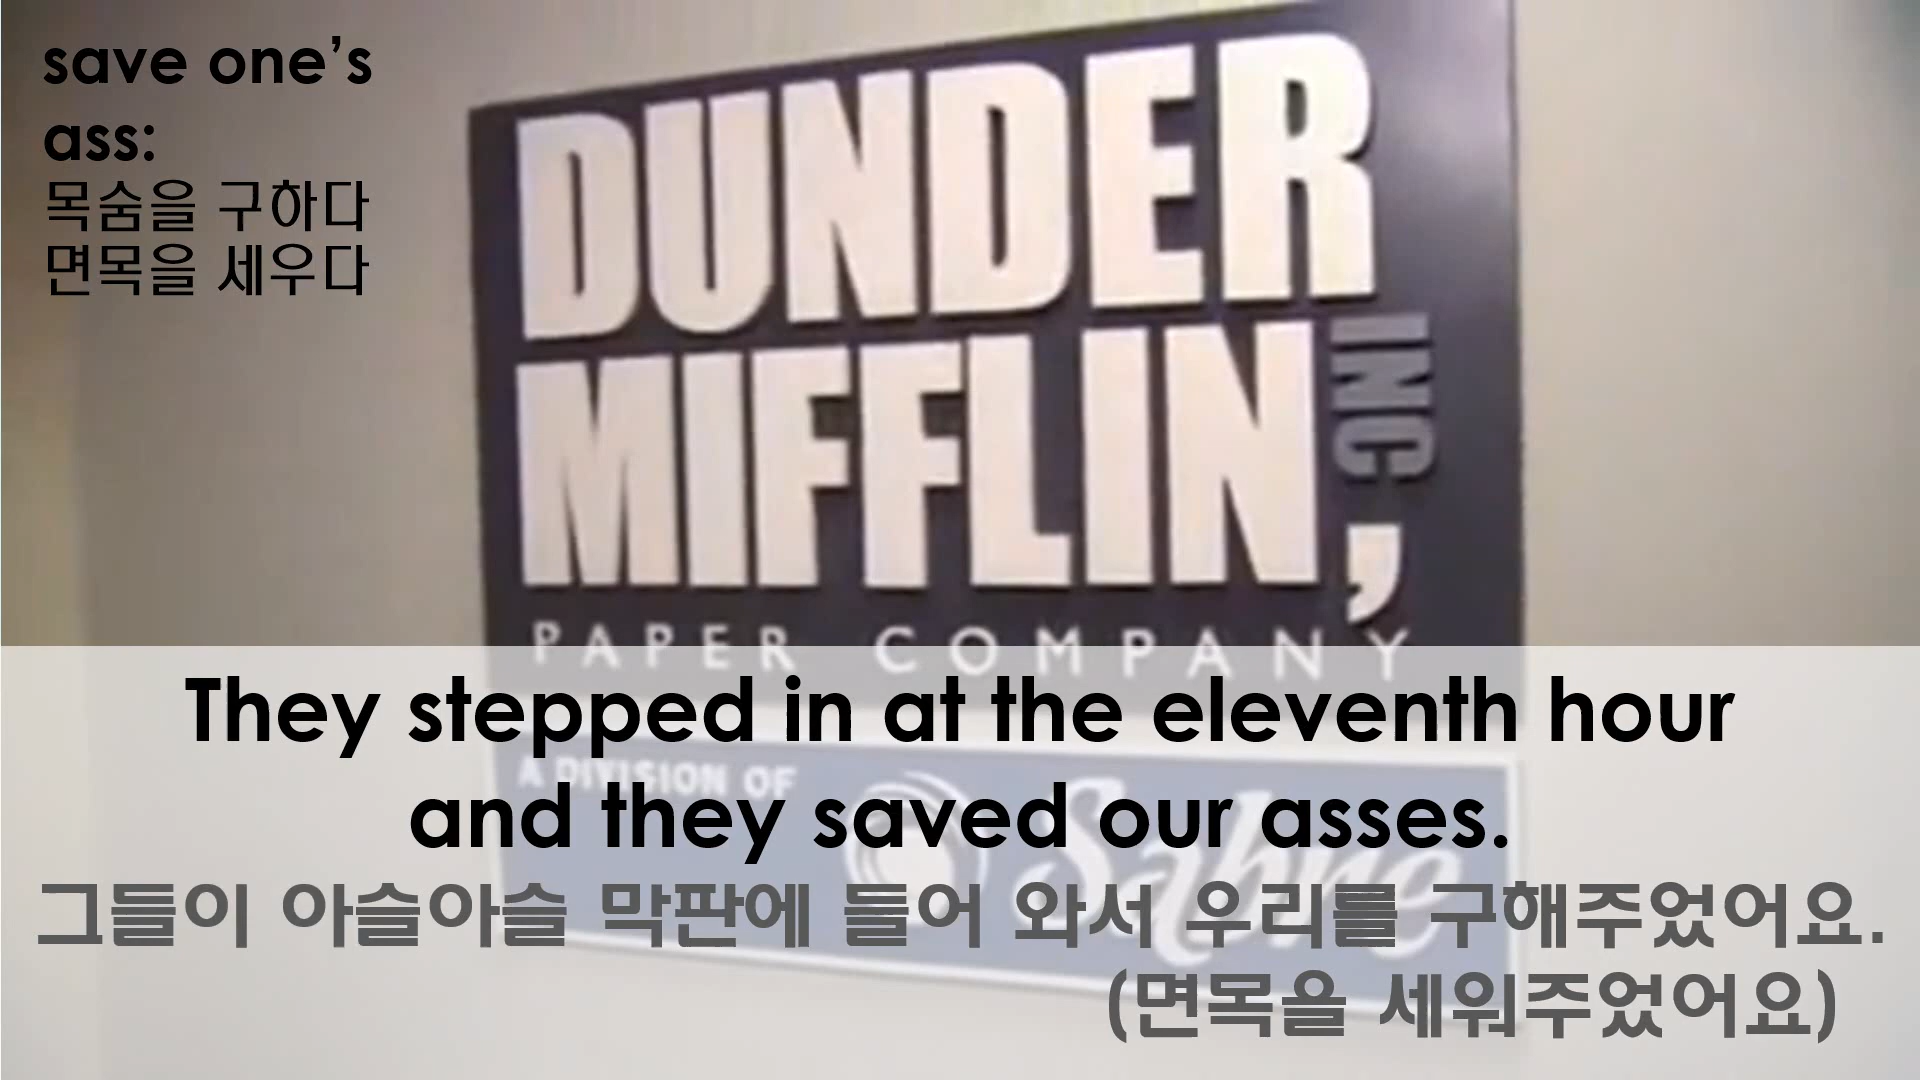 save one's
ass:
목숨을 구하다
면목을 세우다
DUNDER
MIFFLIN,
INC
PAPER COMPANY
They stepped in at the eleventh hour
A DIVISION OF
Sabre
and they saved our asses.
그들이 아슬아슬 막판에 들어 와서 우리를 구해주었어요.
(면목을 세워주었어요)